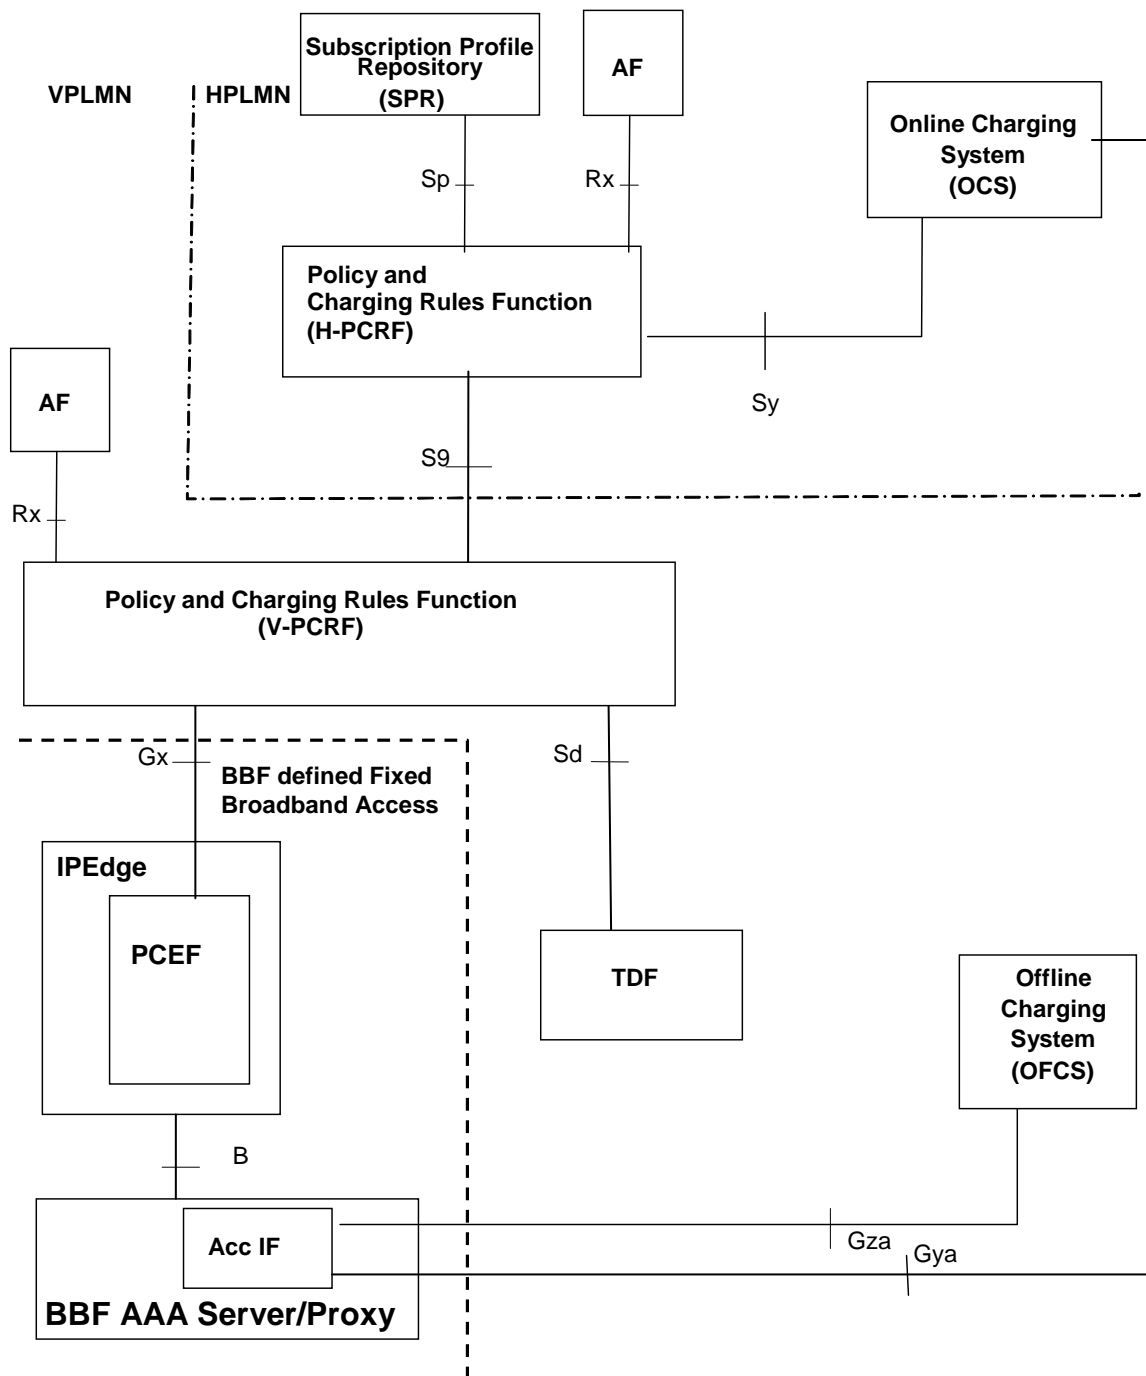 Subscription Profile
Repository
(SPR)
AF
VPLMN
HPLMN
Online Charging
System
(OCS)
Sp
Rx
Policy and
Charging Rules Function
(H-PCRF)
Sy
AF
S9
Rx
Policy and Charging Rules Function
(V-PCRF)
Gx
Sd
BBF defined Fixed
Broadband Access
IPEdge
PCEF
TDF
Offline
Charging
System
(OFCS)
B
Acc IF
Gza
Gya
BBF AAA Server/Proxy